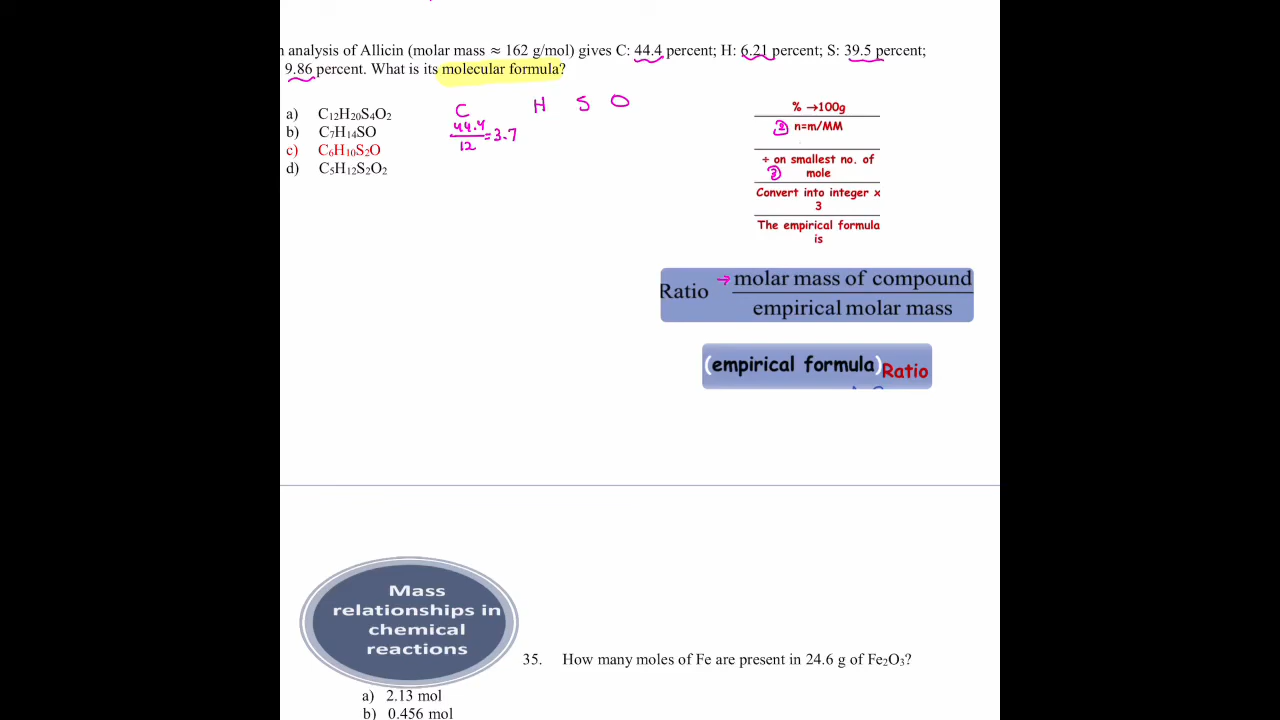 n analysis of Allicin (molar mass ≈ 162 g/mol) gives C: 44.4 percent; H: 6.21 percent; S: 39.5 percent;
9.86 percent. What is its molecular formula?
a) C₁₂H₂₀S₄O₂
b) C₇H₁₄SO
c) C₆H₁₀S₂O
d) C₅H₁₂S₂O₂
C H S O
44.4/12 = 3.7
% →100g
② n=m/MM
÷ on smallest no. of
③ mole
Convert into integer x
3
The empirical formula
is
Ratio → molar mass of compound
empirical molar mass
(empirical formula)Ratio
Mass
relationships in
chemical
reactions
35. How many moles of Fe are present in 24.6 g of Fe₂O₃?
a) 2.13 mol
b) 0.456 mol